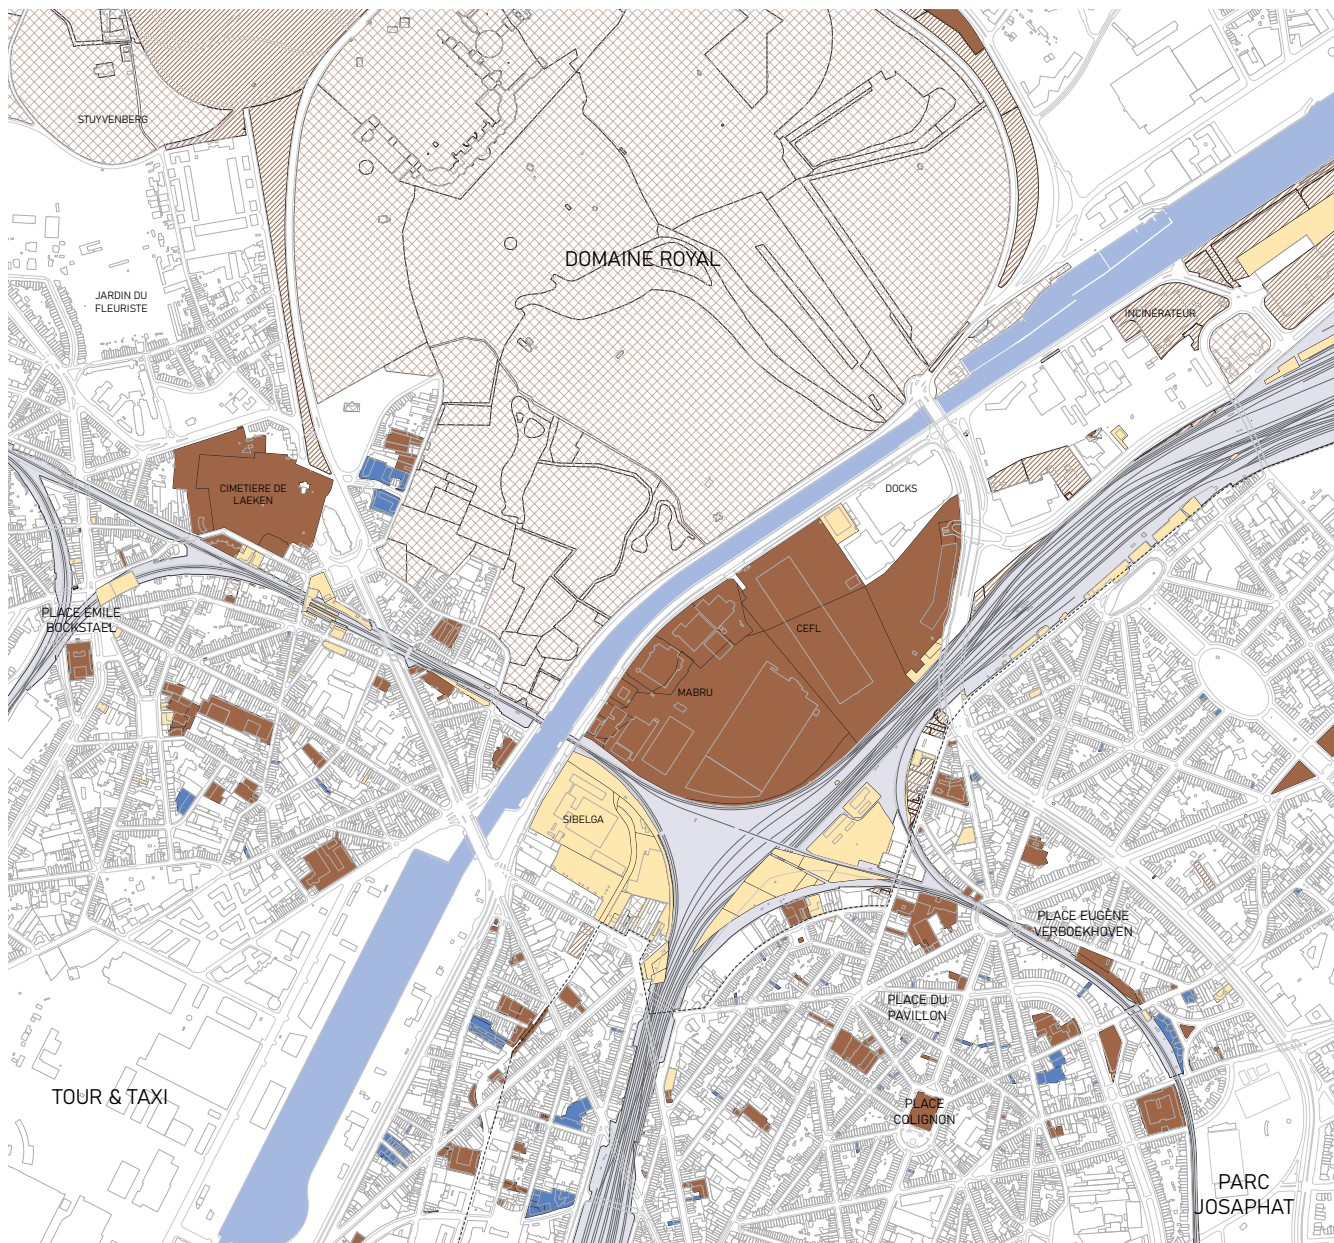 STUYVENBERG
DOMAINE ROYAL
JARDIN DU
FLEURISTE
INCINERATEUR
CIMETIERE DE
LAEKEN
DOCKS
PLACE EMILE
BOCKSTAEL
CEFL
MABRU
SIBELGA
PLACE EUGÈNE
VERBOEKHOVEN
PLACE DU
PAVILLON
TOUR & TAXI
PLACE
COLIGNON
PARC
JOSAPHAT